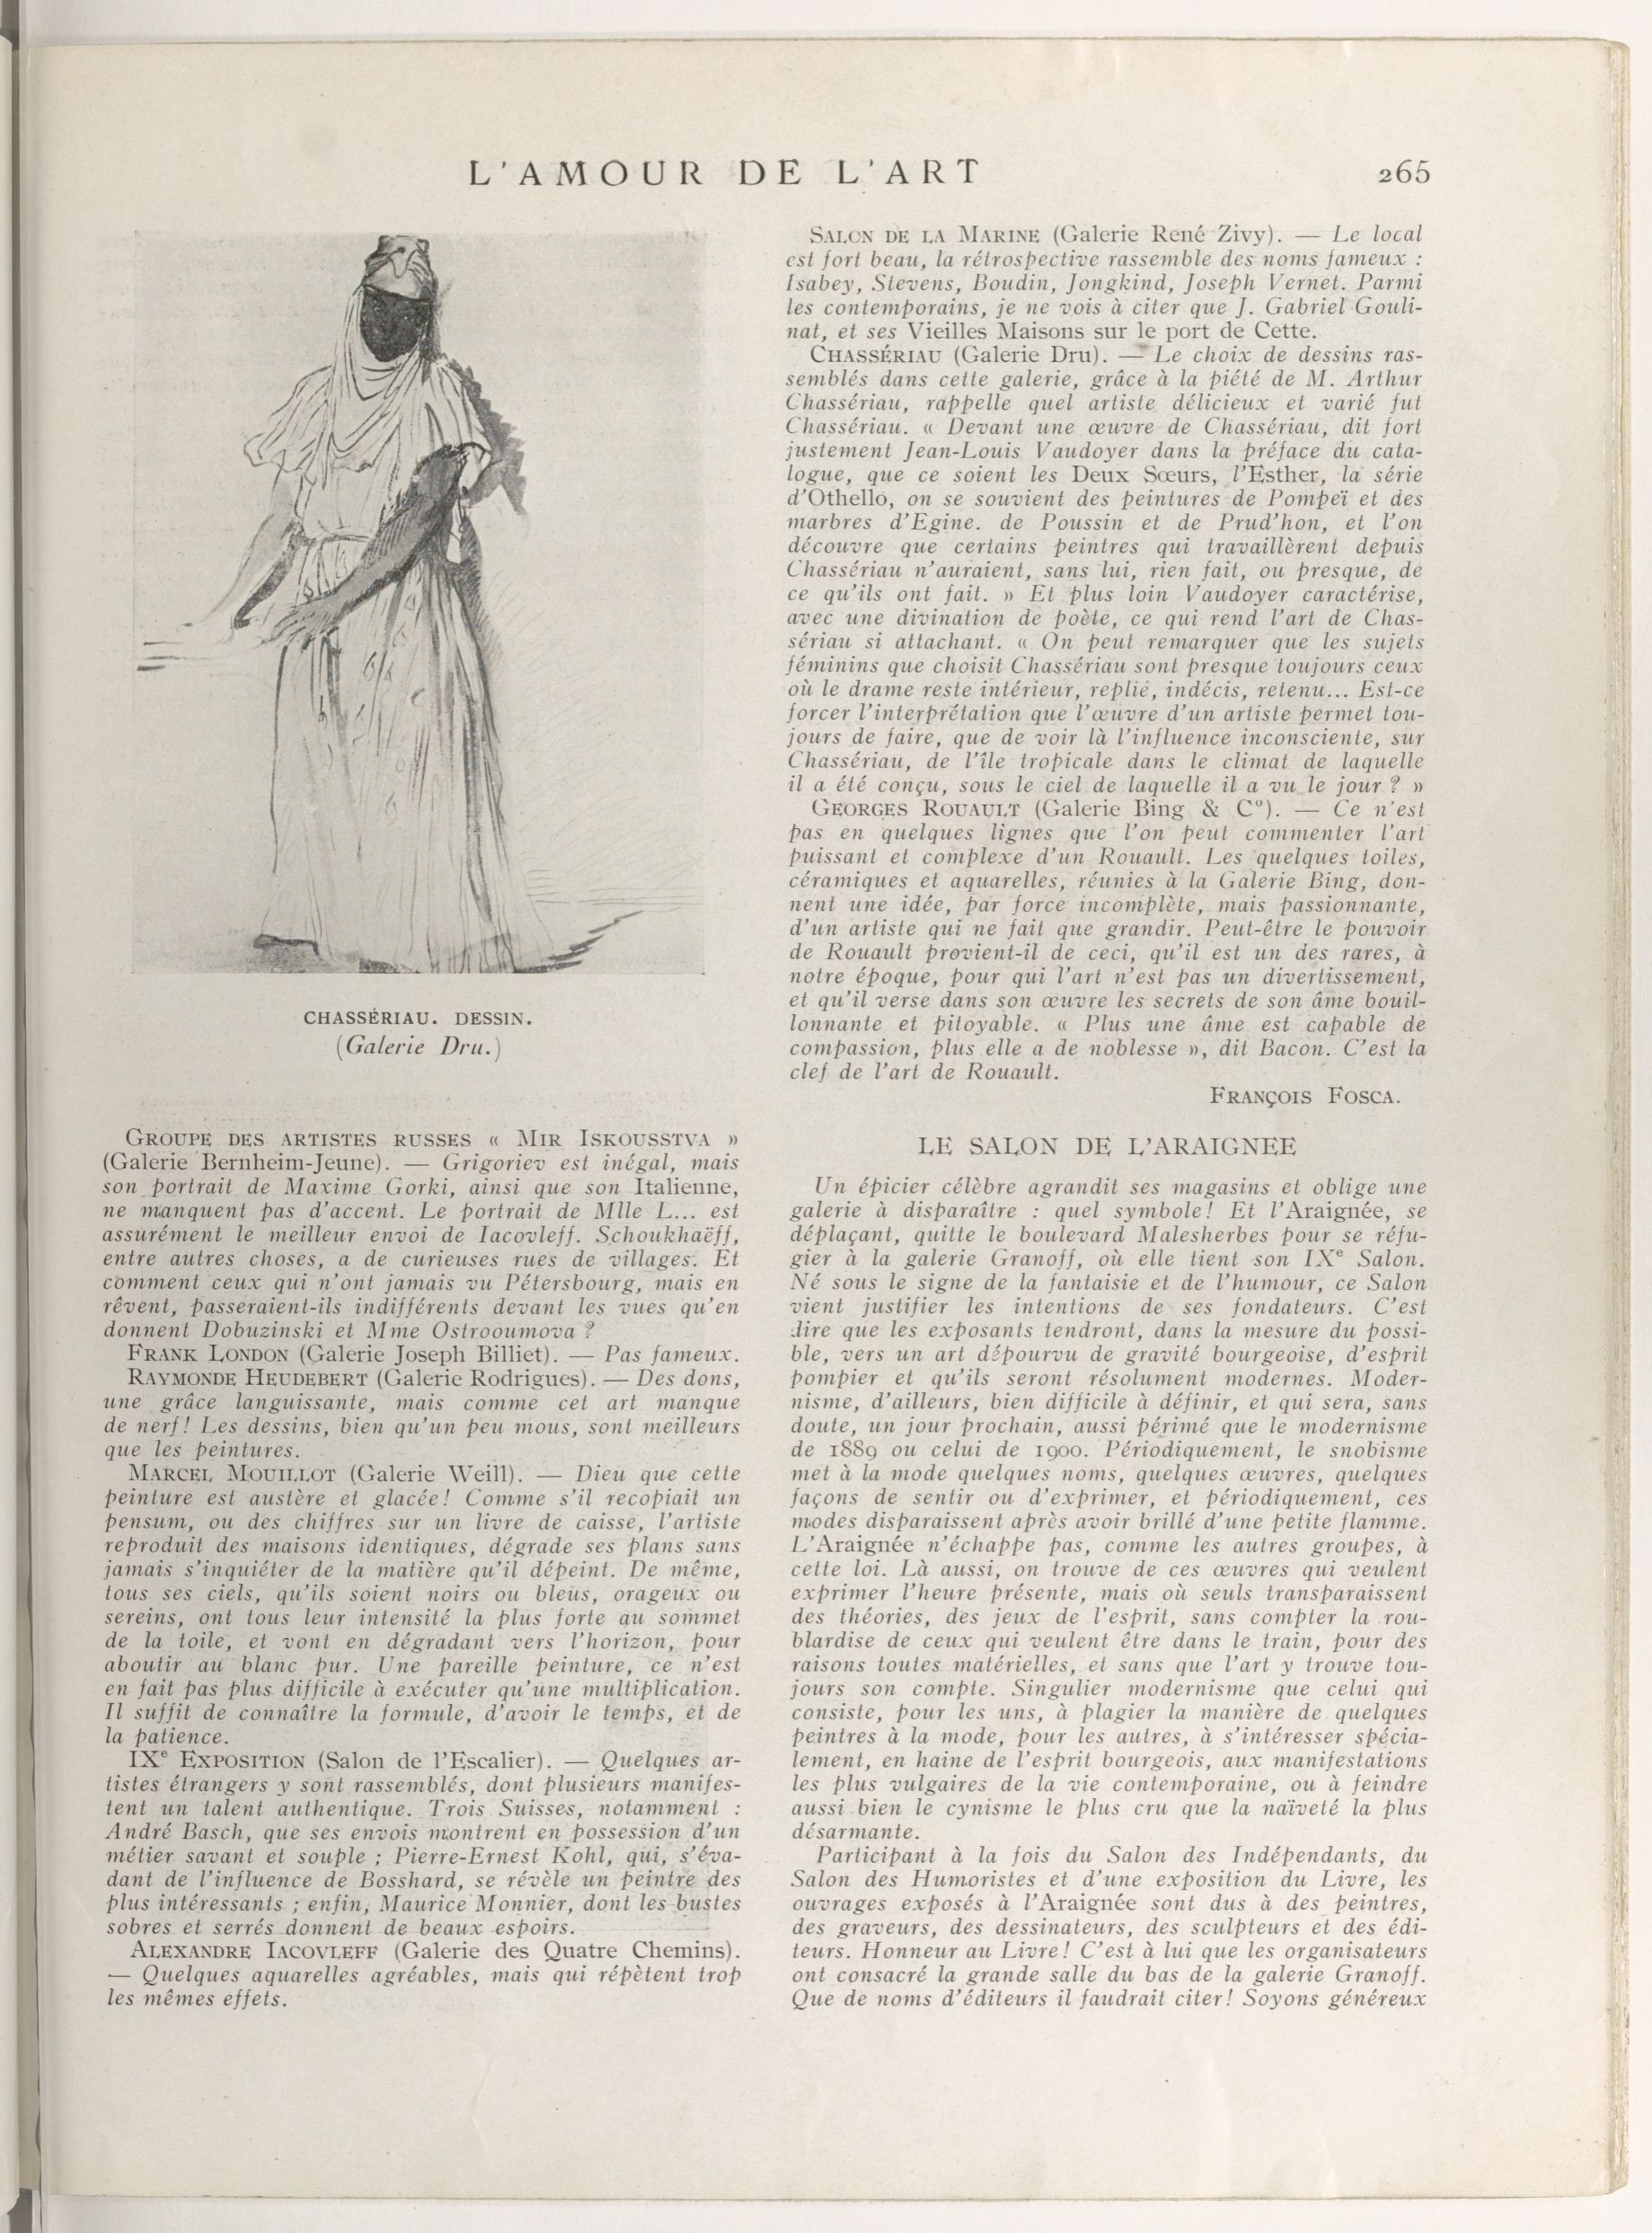 L'AMOUR DE L'ART
265
CHASSÉRIAU. DESSIN.
(Galerie Dru.)
GROUPE DES ARTISTES RUSSES « MIR ISKOUSSTVA »
(Galerie Bernheim-Jeune). — Grigoriev est inégal, mais
son portrait de Maxime Gorki, ainsi que son Italienne,
ne manquent pas d'accent. Le portrait de Mlle L... est
assurément le meilleur envoi de Iacovleff. Schoukhaëff,
entre autres choses, a de curieuses rues de villages. Et
comment ceux qui n'ont jamais vu Pétersbourg, mais en
rêvent, passeraient-ils indifférents devant les vues qu'en
donnent Dobuzinski et Mme Ostrooumova ?
FRANK LONDON (Galerie Joseph Billiet). — Pas fameux.
RAYMONDE HEUDEBERT (Galerie Rodrigues). — Des dons,
une grâce languissante, mais comme cet art manque
de nerf! Les dessins, bien qu'un peu mous, sont meilleurs
que les peintures.
MARCEL MOUILLOT (Galerie Weill). — Dieu que cette
peinture est austère et glacée! Comme s'il recopiait un
pensum, ou des chiffres sur un livre de caisse, l'artiste
reproduit des maisons identiques, dégrade ses plans sans
jamais s'inquiéter de la matière qu'il dépeint. De même,
tous ses ciels, qu'ils soient noirs ou bleus, orageux ou
sereins, ont tous leur intensité la plus forte au sommet
de la toile, et vont en dégradant vers l'horizon, pour
aboutir au blanc pur. Une pareille peinture, ce n'est
en fait pas plus difficile à exécuter qu'une multiplication.
Il suffit de connaître la formule, d'avoir le temps, et de
la patience.
IXe EXPOSITION (Salon de l'Escalier). — Quelques ar-
tistes étrangers y sont rassemblés, dont plusieurs manifes-
tent un talent authentique. Trois Suisses, notamment :
André Basch, que ses envois montrent en possession d'un
métier savant et souple ; Pierre-Ernest Kohl, qui, s'éva-
dant de l'influence de Bosshard, se révèle un peintre des
plus intéressants ; enfin, Maurice Monnier, dont les bustes
sobres et serrés donnent de beaux espoirs.
ALEXANDRE IACOVLEFF (Galerie des Quatre Chemins).
— Quelques aquarelles agréables, mais qui répètent trop
les mêmes effets.
SALON DE LA MARINE (Galerie René Zivy). — Le local
est fort beau, la rétrospective rassemble des noms fameux :
Isabey, Stevens, Boudin, Jongkind, Joseph Vernet. Parmi
les contemporains, je ne vois à citer que J. Gabriel Gouli-
nat, et ses Vieilles Maisons sur le port de Cette.
CHASSÉRIAU (Galerie Dru). — Le choix de dessins ras-
semblés dans cette galerie, grâce à la piété de M. Arthur
Chassériau, rappelle quel artiste délicieux et varié fut
Chassériau. « Devant une œuvre de Chassériau, dit fort
justement Jean-Louis Vaudoyer dans la préface du cata-
logue, que ce soient les Deux Sœurs, l'Esther, la série
d'Othello, on se souvient des peintures de Pompeï et des
marbres d'Egine. de Poussin et de Prud'hon, et l'on
découvre que certains peintres qui travaillèrent depuis
Chassériau n'auraient, sans lui, rien fait, ou presque, de
ce qu'ils ont fait. » Et plus loin Vaudoyer caractérise,
avec une divination de poète, ce qui rend l'art de Chas-
sériau si attachant. « On peut remarquer que les sujets
féminins que choisit Chassériau sont presque toujours ceux
où le drame reste intérieur, replié, indécis, retenu... Est-ce
forcer l'interprétation que l'œuvre d'un artiste permet tou-
jours de faire, que de voir là l'influence inconsciente, sur
Chassériau, de l'île tropicale dans le climat de laquelle
il a été conçu, sous le ciel de laquelle il a vu le jour ? »
GEORGES ROUAULT (Galerie Bing & Co). — Ce n'est
pas en quelques lignes que l'on peut commenter l'art
puissant et complexe d'un Rouault. Les quelques toiles,
céramiques et aquarelles, réunies à la Galerie Bing, don-
nent une idée, par force incomplète, mais passionnante,
d'un artiste qui ne fait que grandir. Peut-être le pouvoir
de Rouault provient-il de ceci, qu'il est un des rares, à
notre époque, pour qui l'art n'est pas un divertissement,
et qu'il verse dans son œuvre les secrets de son âme bouil-
lonnante et pitoyable. « Plus une âme est capable de
compassion, plus elle a de noblesse », dit Bacon. C'est la
clef de l'art de Rouault.
FRANÇOIS FOSCA.
LE SALON DE L'ARAIGNEE
Un épicier célèbre agrandit ses magasins et oblige une
galerie à disparaître : quel symbole! Et l'Araignée, se
déplaçant, quitte le boulevard Malesherbes pour se réfu-
gier à la galerie Granoff, où elle tient son IXe Salon.
Né sous le signe de la fantaisie et de l'humour, ce Salon
vient justifier les intentions de ses fondateurs. C'est
dire que les exposants tendront, dans la mesure du possi-
ble, vers un art dépourvu de gravité bourgeoise, d'esprit
pompier et qu'ils seront résolument modernes. Moder-
nisme, d'ailleurs, bien difficile à définir, et qui sera, sans
doute, un jour prochain, aussi périmé que le modernisme
de 1889 ou celui de 1900. Périodiquement, le snobisme
met à la mode quelques noms, quelques œuvres, quelques
façons de sentir ou d'exprimer, et périodiquement, ces
modes disparaissent après avoir brillé d'une petite flamme.
L'Araignée n'échappe pas, comme les autres groupes, à
cette loi. Là aussi, on trouve de ces œuvres qui veulent
exprimer l'heure présente, mais où seuls transparaissent
des théories, des jeux de l'esprit, sans compter la rou-
blardise de ceux qui veulent être dans le train, pour des
raisons toutes matérielles, et sans que l'art y trouve tou-
jours son compte. Singulier modernisme que celui qui
consiste, pour les uns, à plagier la manière de quelques
peintres à la mode, pour les autres, à s'intéresser spécia-
lement, en haine de l'esprit bourgeois, aux manifestations
les plus vulgaires de la vie contemporaine, ou à feindre
aussi bien le cynisme le plus cru que la naïveté la plus
désarmante.
Participant à la fois du Salon des Indépendants, du
Salon des Humoristes et d'une exposition du Livre, les
ouvrages exposés à l'Araignée sont dus à des peintres,
des graveurs, des dessinateurs, des sculpteurs et des édi-
teurs. Honneur au Livre! C'est à lui que les organisateurs
ont consacré la grande salle du bas de la galerie Granoff.
Que de noms d'éditeurs il faudrait citer! Soyons généreux